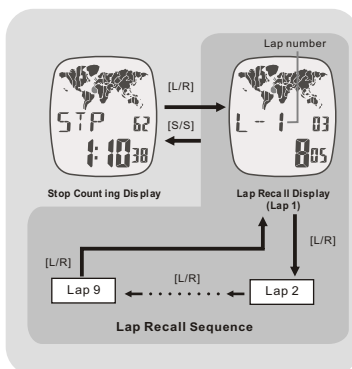 Lap number
[L/R]
STP 62
[S/S]
L-1 03
1:10 38
8 05
Stop Counting Display
Lap Recall Display
(Lap 1)
[L/R]
[L/R]
[L/R]
Lap 9
Lap 2
Lap Recall Sequence